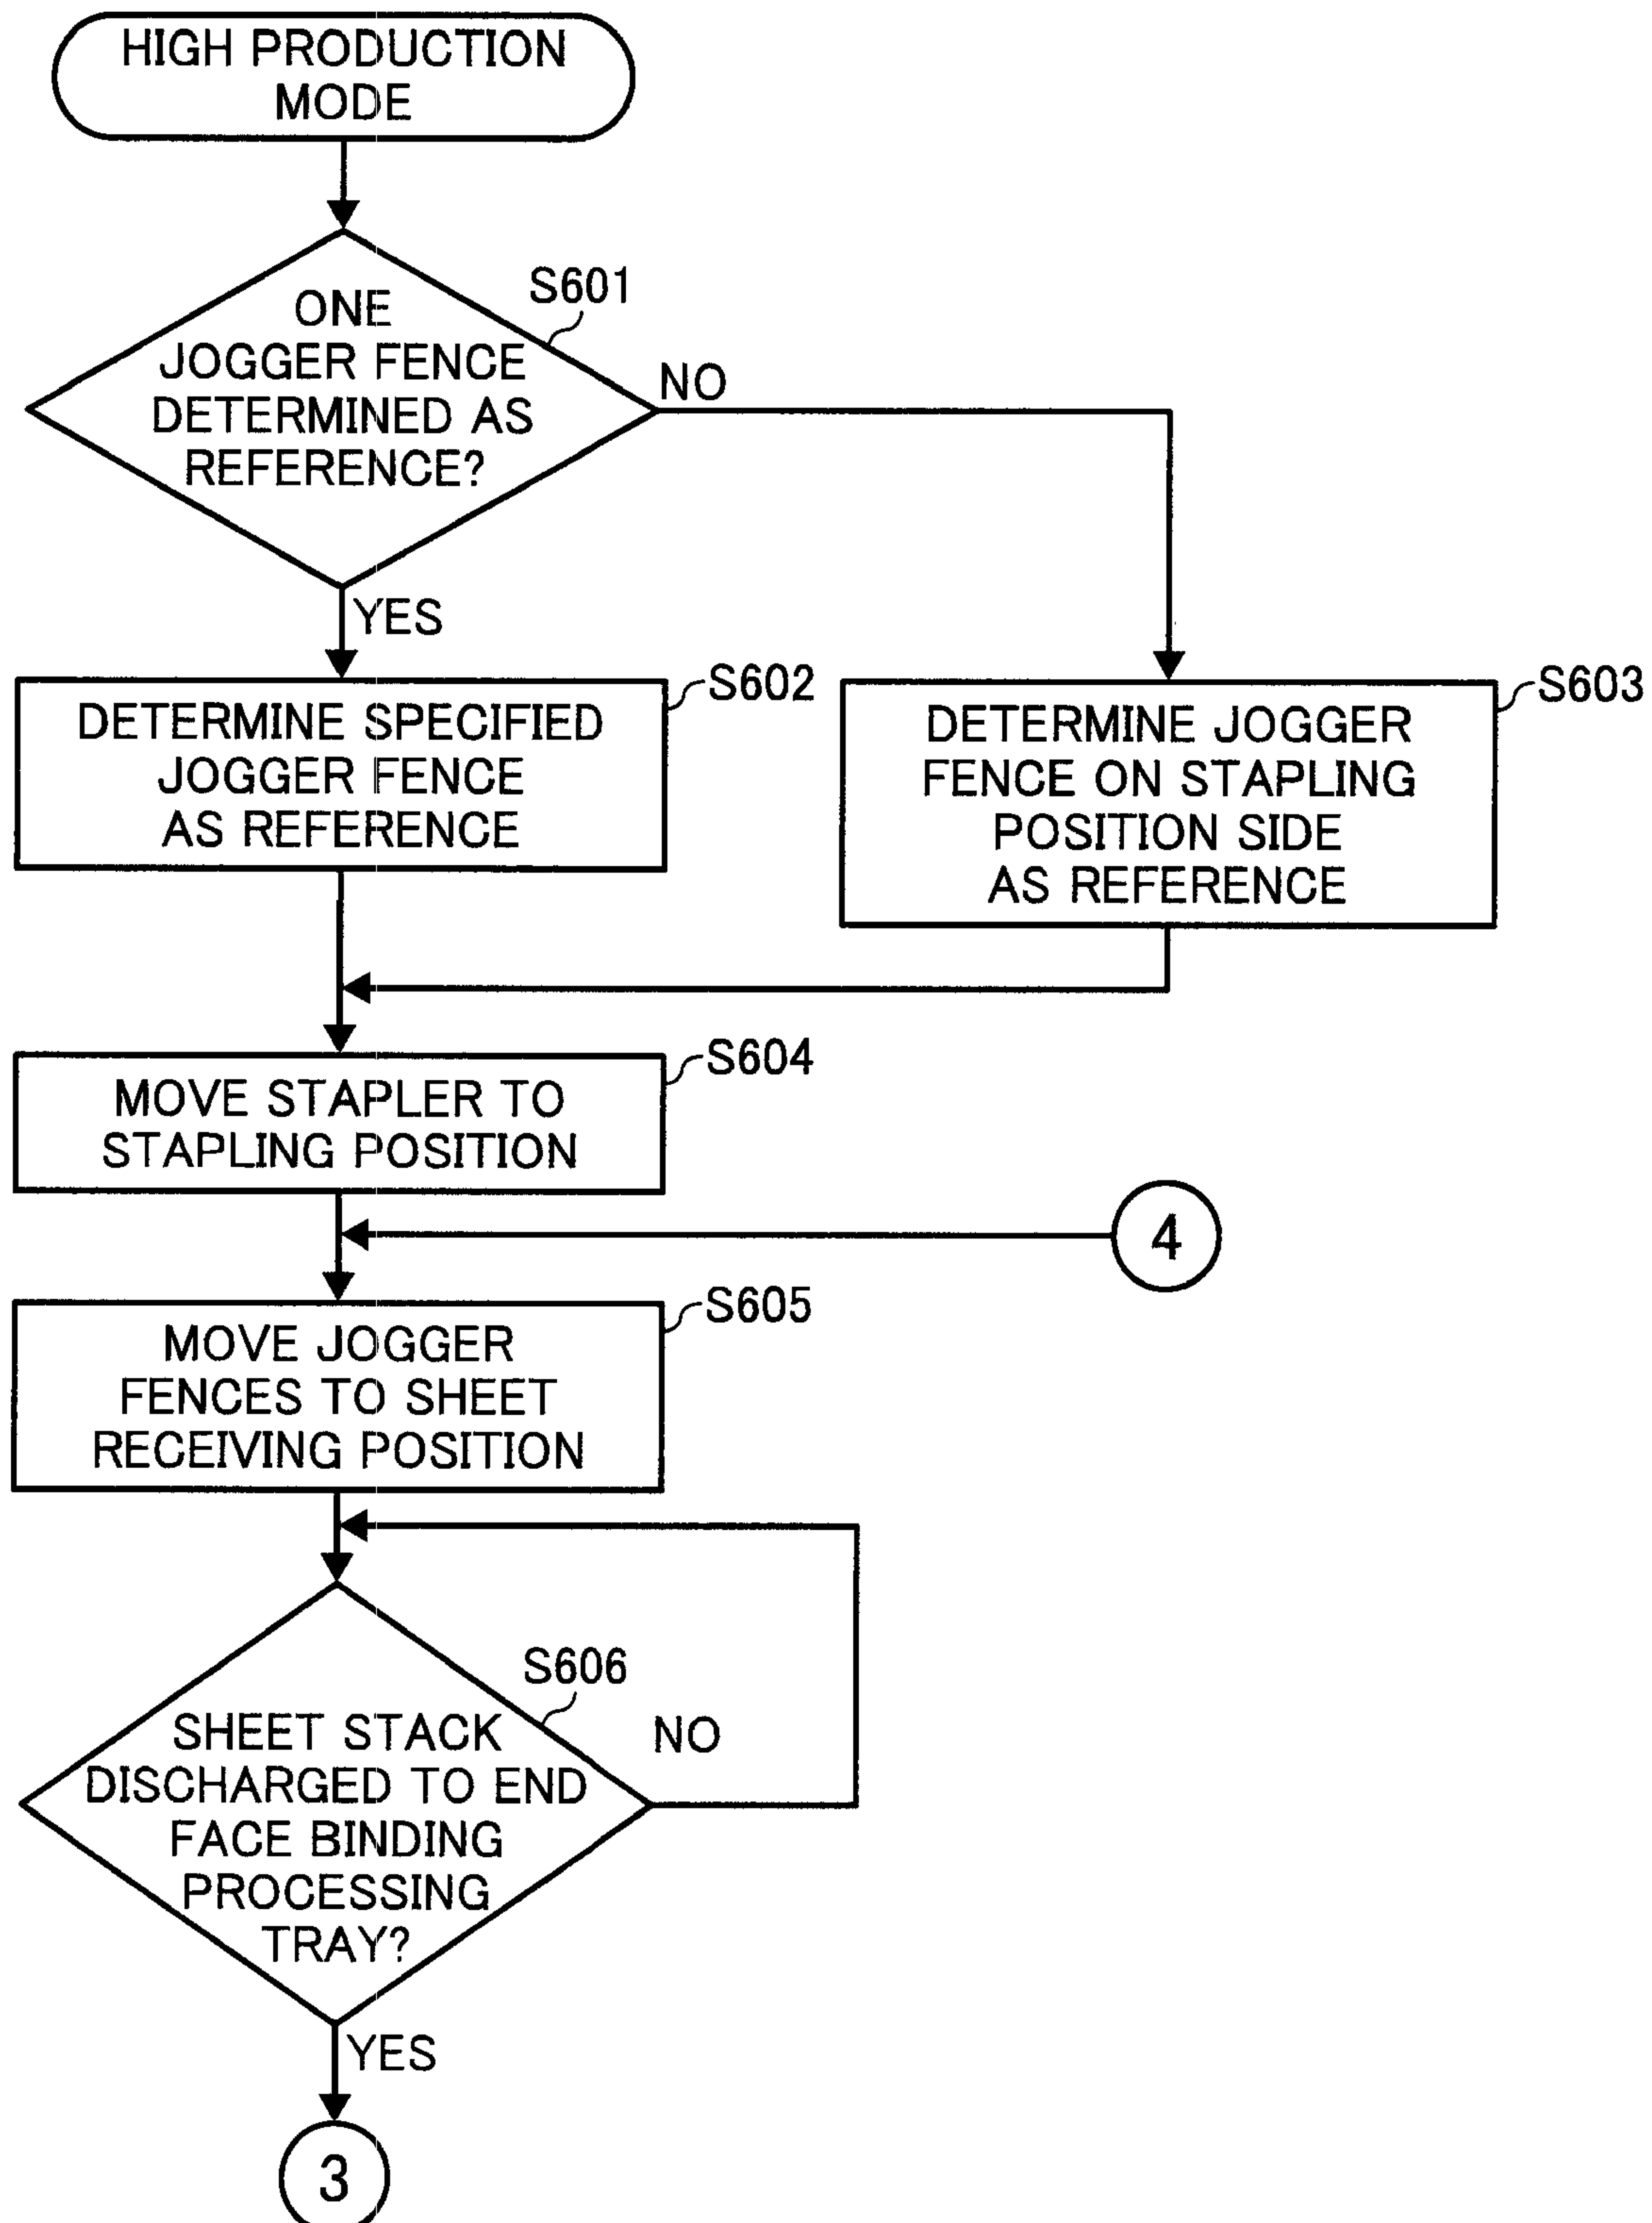 HIGH PRODUCTION
MODE
S601
ONE
JOGGER FENCE
DETERMINED AS
REFERENCE?
NO
YES
S602
DETERMINE SPECIFIED
JOGGER FENCE
AS REFERENCE
S603
DETERMINE JOGGER
FENCE ON STAPLING
POSITION SIDE
AS REFERENCE
S604
MOVE STAPLER TO
STAPLING POSITION
4
S605
MOVE JOGGER
FENCES TO SHEET
RECEIVING POSITION
S606
SHEET STACK
DISCHARGED TO END
FACE BINDING
PROCESSING
TRAY?
NO
YES
3